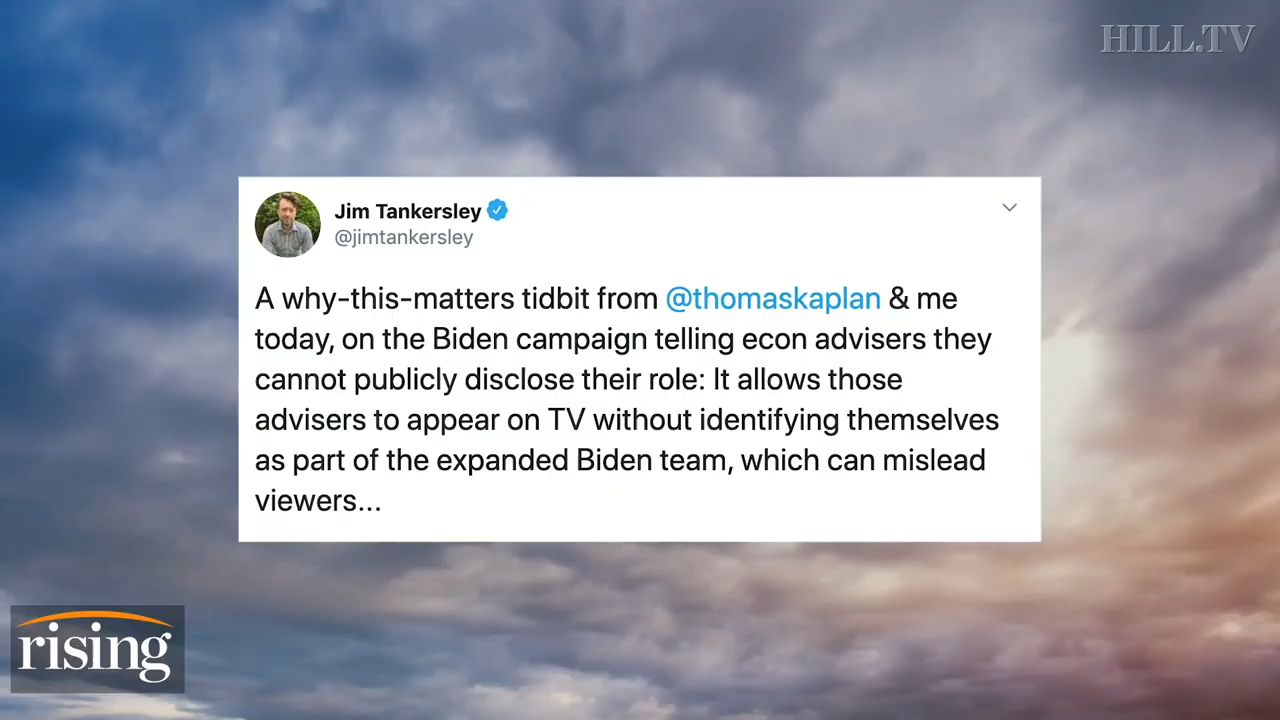 HILL.TV
Jim Tankersley
@jimtankersley
A why-this-matters tidbit from @thomaskaplan & me
today, on the Biden campaign telling econ advisers they
cannot publicly disclose their role: It allows those
advisers to appear on TV without identifying themselves
as part of the expanded Biden team, which can mislead
viewers...
rising